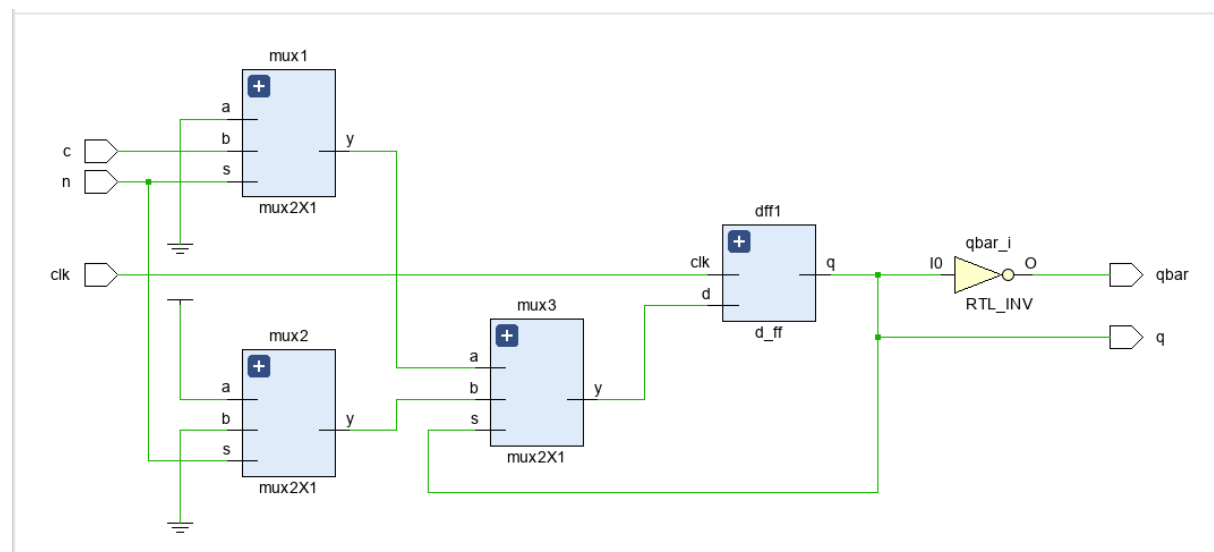 mux1
a
b
s
y
mux2X1
c
n
clk
mux2
a
b
s
y
mux2X1
mux3
a
b
s
y
mux2X1
dff1
clk
d
q
d_ff
qbar_i
I0
O
RTL_INV
qbar
q